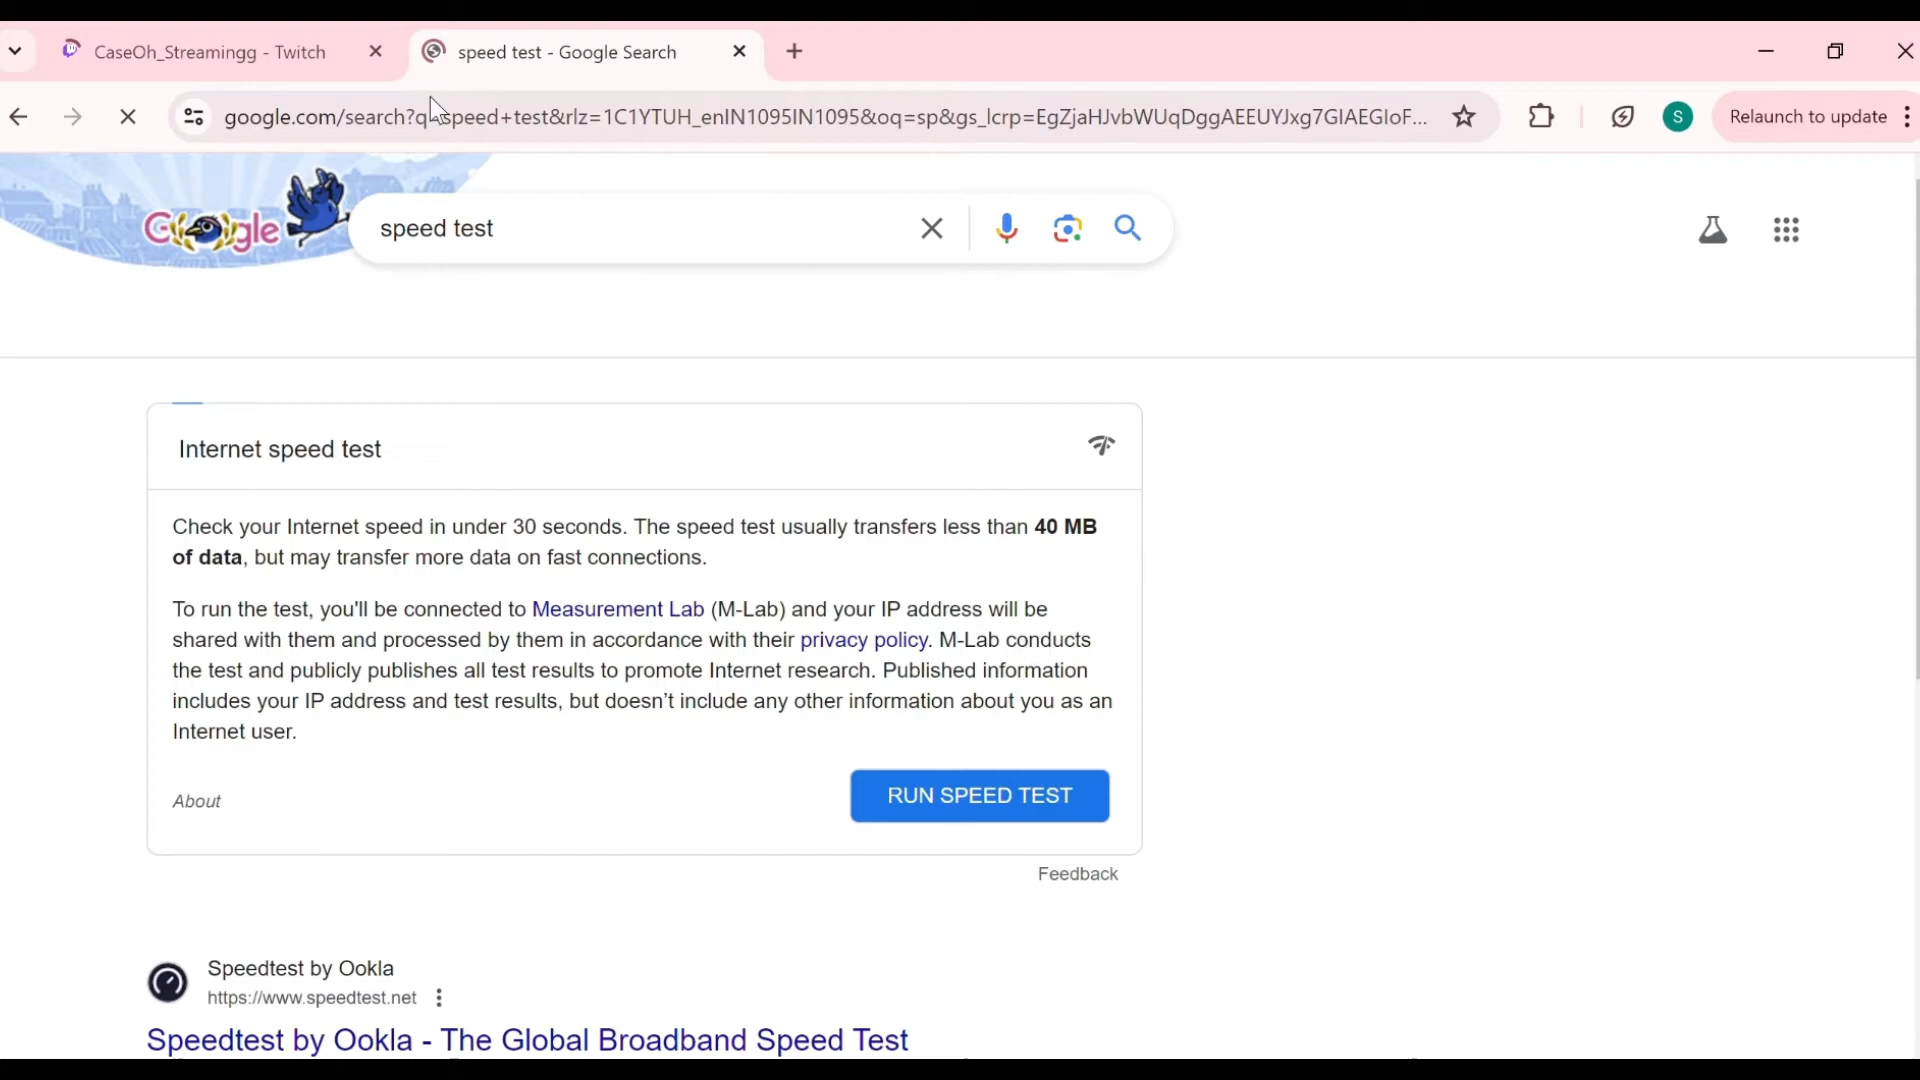 CaseOh_Streamingg - Twitch
speed test - Google Search
google.com/search?q=speed+test&rlz=1C1YTUH_enIN1095IN1095&oq=sp&gs_lcrp=EgZjaHJvbWUqDggAEEUYJxg7GIAEGIoF...
S
Relaunch to update
Google
speed test
Internet speed test
Check your Internet speed in under 30 seconds. The speed test usually transfers less than 40 MB
of data, but may transfer more data on fast connections.
To run the test, you'll be connected to Measurement Lab (M-Lab) and your IP address will be
shared with them and processed by them in accordance with their privacy policy. M-Lab conducts
the test and publicly publishes all test results to promote Internet research. Published information
includes your IP address and test results, but doesn’t include any other information about you as an
Internet user.
About
RUN SPEED TEST
Feedback
Speedtest by Ookla
https://www.speedtest.net
Speedtest by Ookla - The Global Broadband Speed Test